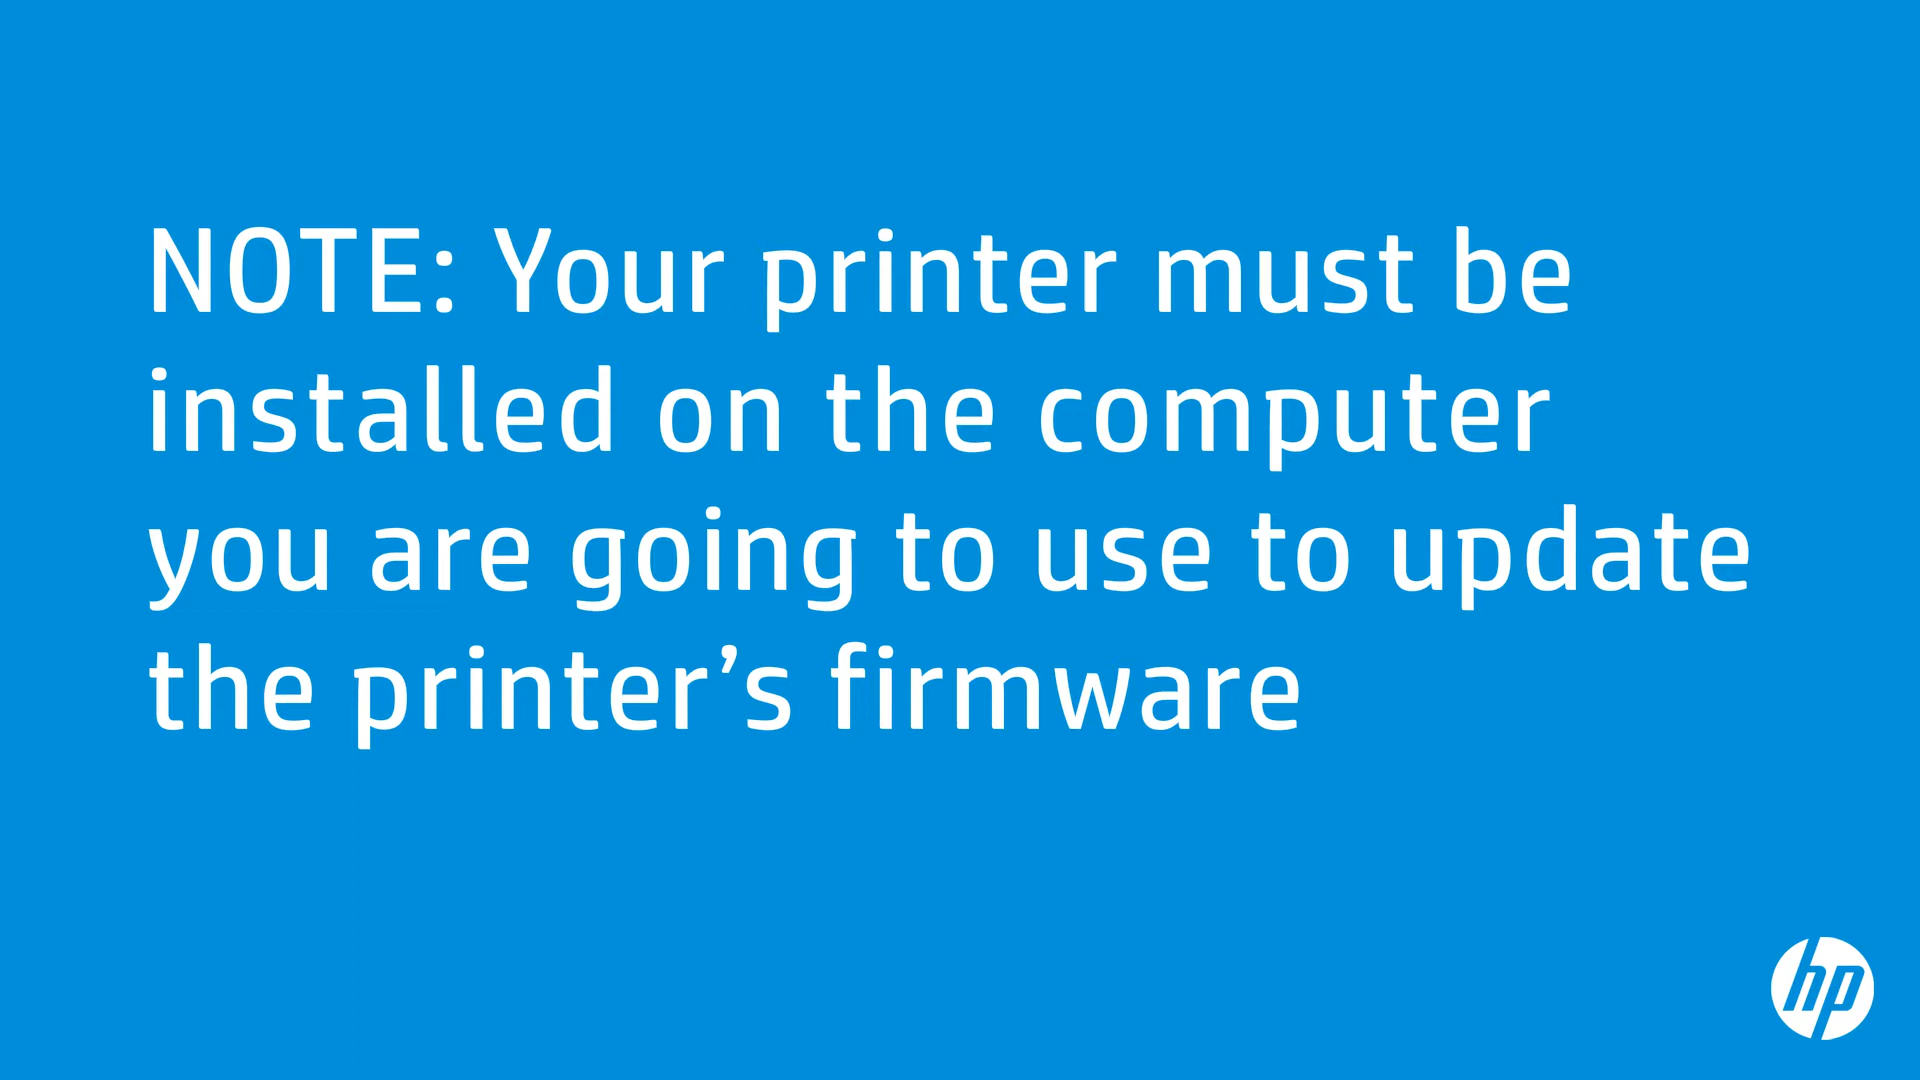 NOTE: Your printer must be
installed on the computer
you are going to use to update
the printer’s firmware
hp